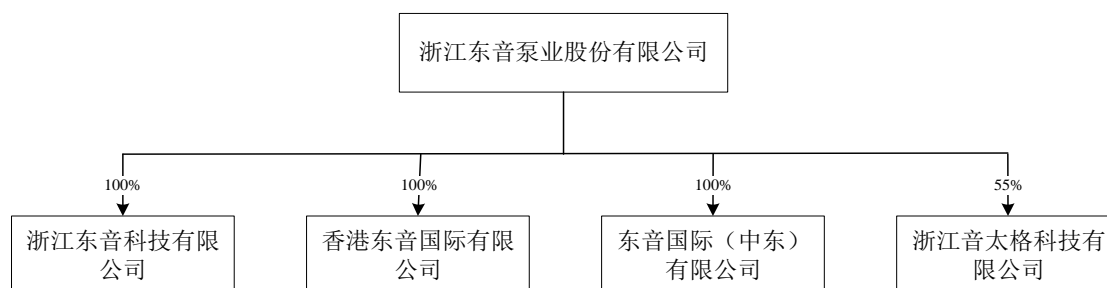 浙江东音泵业股份有限公司
100%
100%
100%
55%
浙江东音科技有限
公司
香港东音国际有限
公司
东音国际（中东）
有限公司
浙江音太格科技有
限公司